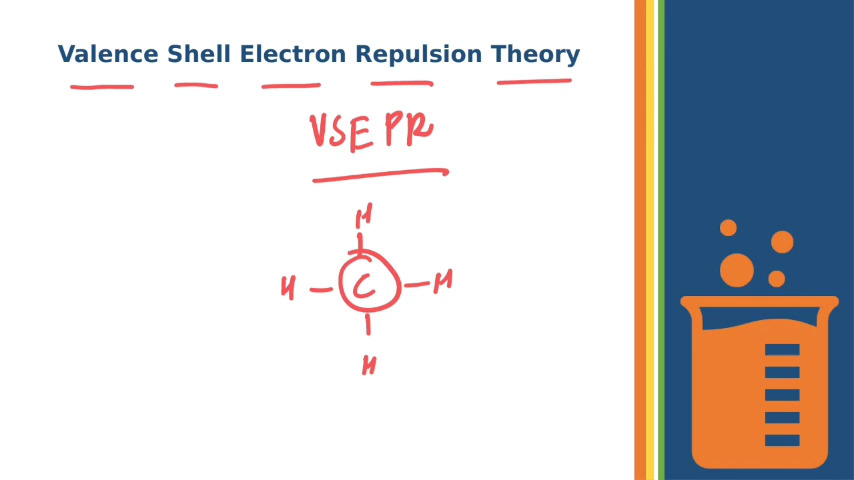 Valence Shell Electron Repulsion Theory
VSEPR
H
H - C - H
H